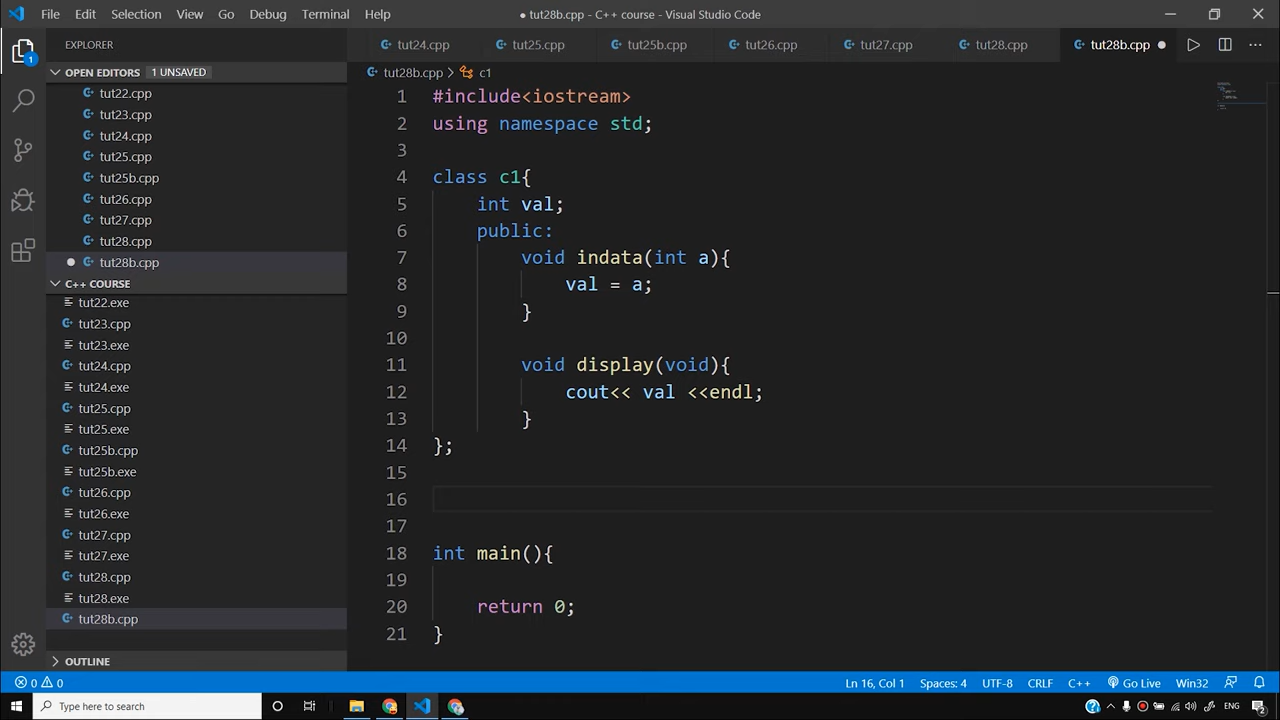 File Edit Selection View Go Debug Terminal Help
● tut28b.cpp - C++ course - Visual Studio Code
EXPLORER
tut24.cpp tut25.cpp tut25b.cpp tut26.cpp tut27.cpp tut28.cpp tut28b.cpp ●
OPEN EDITORS 1 UNSAVED
tut22.cpp
tut23.cpp
tut24.cpp
tut25.cpp
tut25b.cpp
tut26.cpp
tut27.cpp
tut28.cpp
● tut28b.cpp
C++ COURSE
tut22.exe
tut23.cpp
tut23.exe
tut24.cpp
tut24.exe
tut25.cpp
tut25.exe
tut25b.cpp
tut25b.exe
tut26.cpp
tut26.exe
tut27.cpp
tut27.exe
tut28.cpp
tut28.exe
tut28b.cpp
OUTLINE
tut28b.cpp > c1
1 #include<iostream>
2 using namespace std;
3
4 class c1{
5 int val;
6 public:
7 void indata(int a){
8 val = a;
9 }
10
11 void display(void){
12 cout<< val <<endl;
13 }
14 };
15
16
17
18 int main(){
19
20 return 0;
21 }
0 0 Ln 16, Col 1 Spaces: 4 UTF-8 CRLF C++ Go Live Win32
Type here to search
ENG
1
2